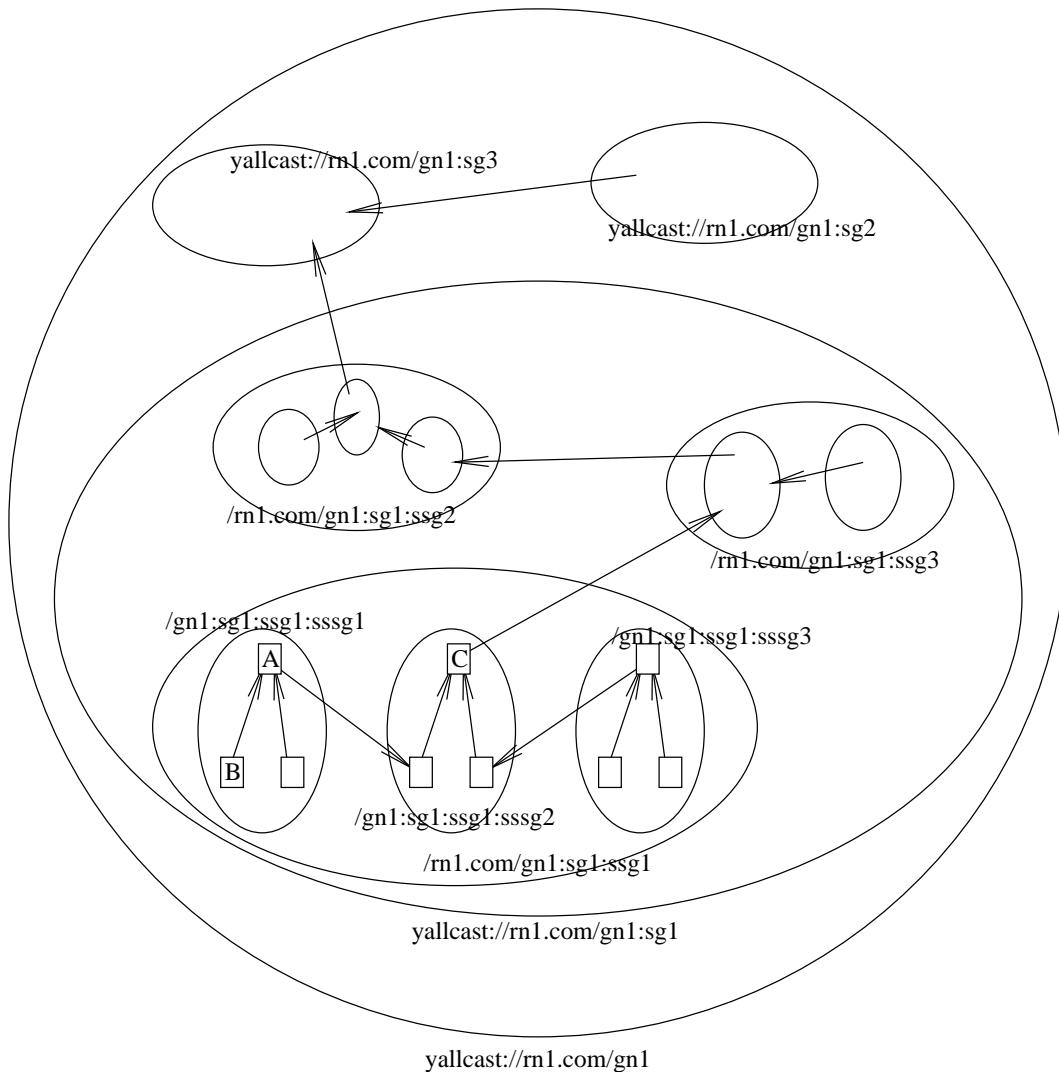 yallcast://rn1.com/gn1:sg3
yallcast://rn1.com/gn1:sg2
/rn1.com/gn1:sg1:ssg2
/rn1.com/gn1:sg1:ssg3
/gn1:sg1:ssg1:sssg1
/gn1:sg1:ssg1:sssg3
A
C
B
/gn1:sg1:ssg1:sssg2
/rn1.com/gn1:sg1:ssg1
yallcast://rn1.com/gn1:sg1
yallcast://rn1.com/gn1